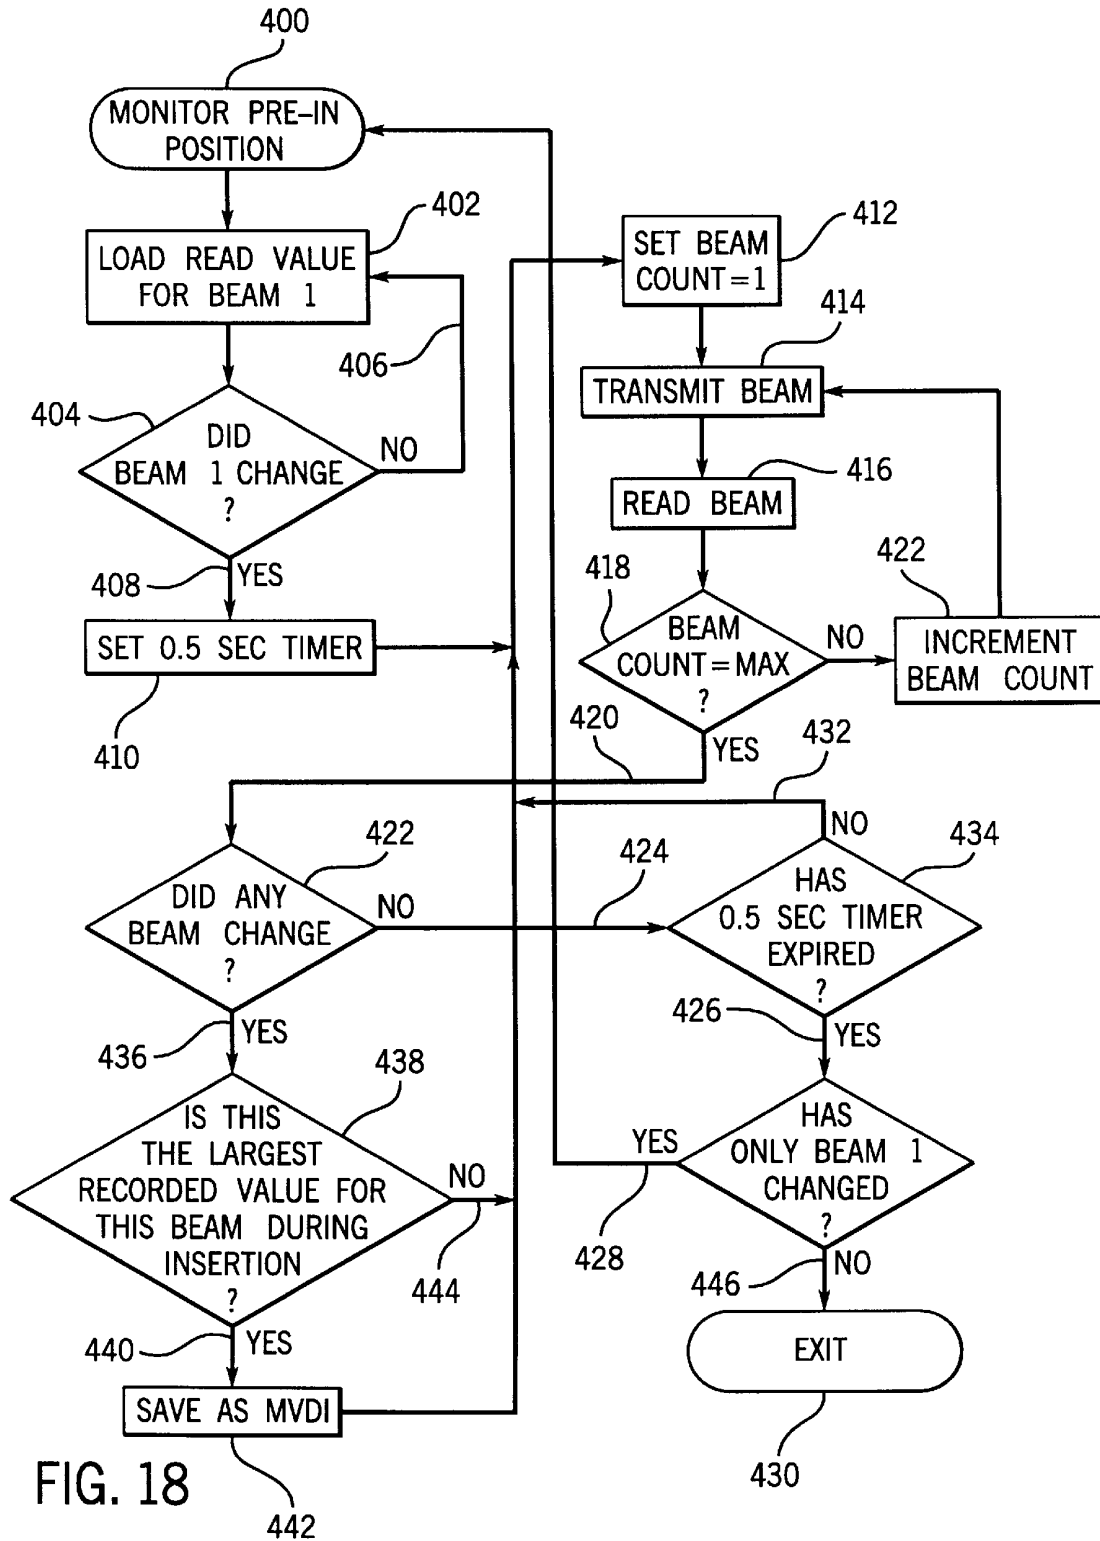 400
MONITOR PRE-IN
POSITION
402
LOAD READ VALUE
FOR BEAM 1
406
404
DID
BEAM 1 CHANGE
?
NO
408
YES
SET 0.5 SEC TIMER
410
412
SET BEAM
COUNT=1
414
TRANSMIT BEAM
416
READ BEAM
418
BEAM
COUNT=MAX
?
NO
422
INCREMENT
BEAM COUNT
420
YES
432
422
DID ANY
BEAM CHANGE
?
NO
424
NO
434
HAS
0.5 SEC TIMER
EXPIRED
?
436
YES
426
YES
438
IS THIS
THE LARGEST
RECORDED VALUE FOR
THIS BEAM DURING
INSERTION
?
NO
444
YES
428
HAS
ONLY BEAM 1
CHANGED
?
446
NO
440
YES
SAVE AS MVDI
442
EXIT
430
FIG. 18